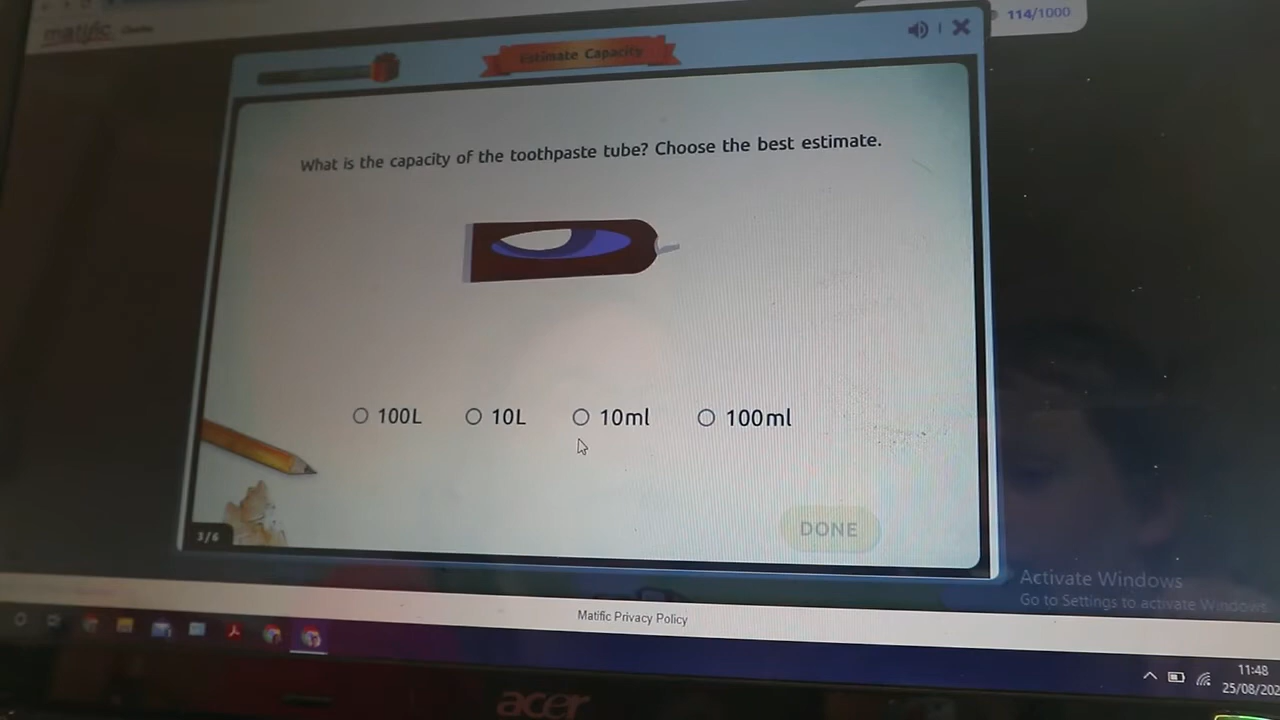 matific
114/1000
Estimate Capacity
What is the capacity of the toothpaste tube? Choose the best estimate.
100L
10L
10ml
100ml
DONE
3/6
Activate Windows
Go to Settings to activate Windows.
Matific Privacy Policy
11:48
25/08/202
acer